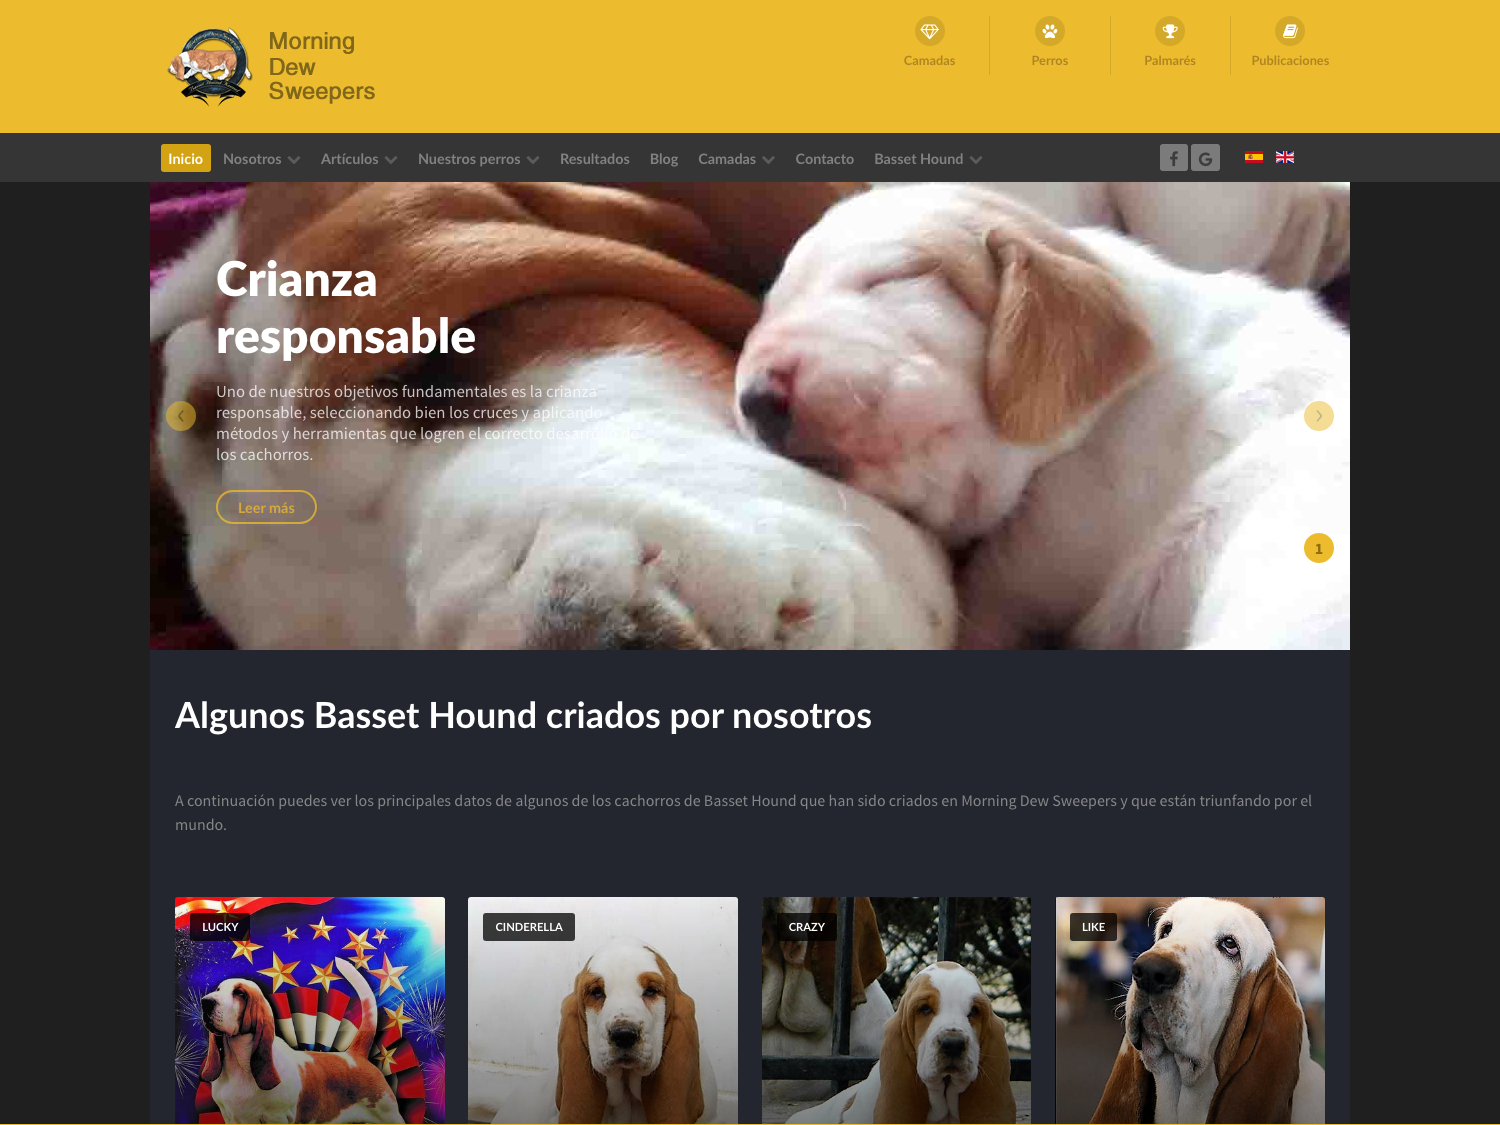 Morning
Dew
Sweepers
Camadas
Perros
Palmarés
Publicaciones
Inicio
Nosotros
Artículos
Nuestros perros
Resultados
Blog
Camadas
Contacto
Basset Hound
Crianza
responsable
Uno de nuestros objetivos fundamentales es la crianza
responsable, seleccionando bien los cruces y aplicando
métodos y herramientas que logren el correcto desarrollo de
los cachorros.
Leer más
1
Algunos Basset Hound criados por nosotros
A continuación puedes ver los principales datos de algunos de los cachorros de Basset Hound que han sido criados en Morning Dew Sweepers y que están triunfando por el
mundo.
LUCKY
CINDERELLA
CRAZY
LIKE